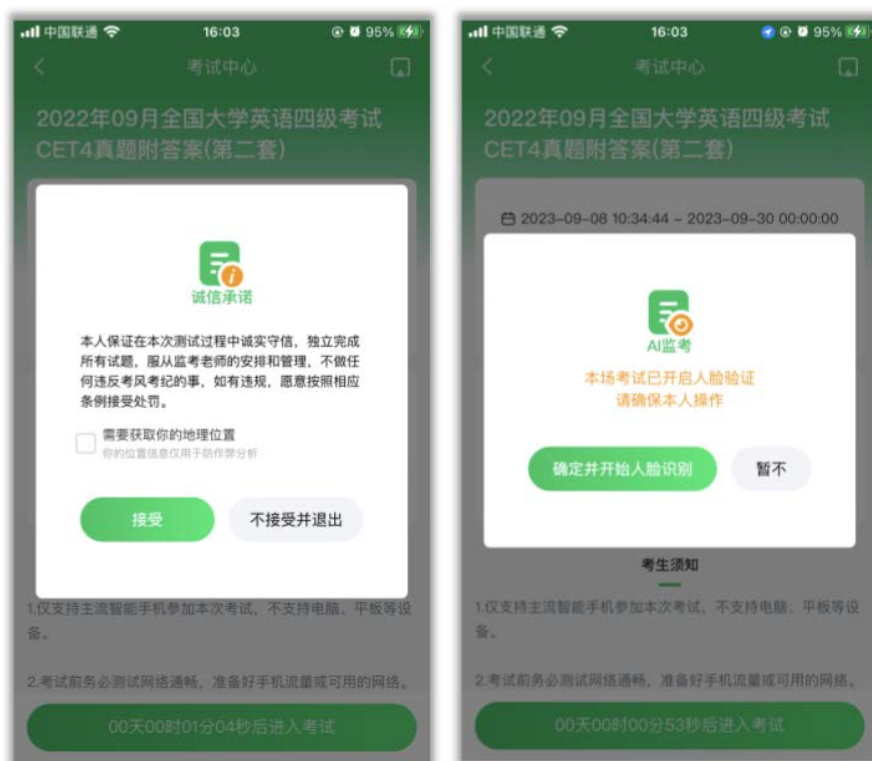 中国联通
16:03
95%
考试中心
2022年09月全国大学英语四级考试
CET4真题附答案(第二套)
诚信承诺
本人保证在本次测试过程中诚实守信，独立完成
所有试题，服从监考老师的安排和管理，不做任
何违反考风考纪的事，如有违规，愿意按照相应
条例接受处罚。
需要获取你的地理位置
你的位置信息仅用于防作弊分析
接受
不接受并退出
1.仅支持主流智能手机参加本次考试，不支持电脑、平板等设
备。
2.考试前务必测试网络通畅，准备好手机流量或可用的网络。
00天00时01分04秒后进入考试
中国联通
16:03
95%
考试中心
2022年09月全国大学英语四级考试
CET4真题附答案(第二套)
2023-09-08 10:34:44 - 2023-09-30 00:00:00
AI监考
本场考试已开启人脸验证
请确保本人操作
确定并开始人脸识别
暂不
考生须知
1.仅支持主流智能手机参加本次考试，不支持电脑、平板等设
备。
2.考试前务必测试网络通畅，准备好手机流量或可用的网络。
00天00时00分53秒后进入考试